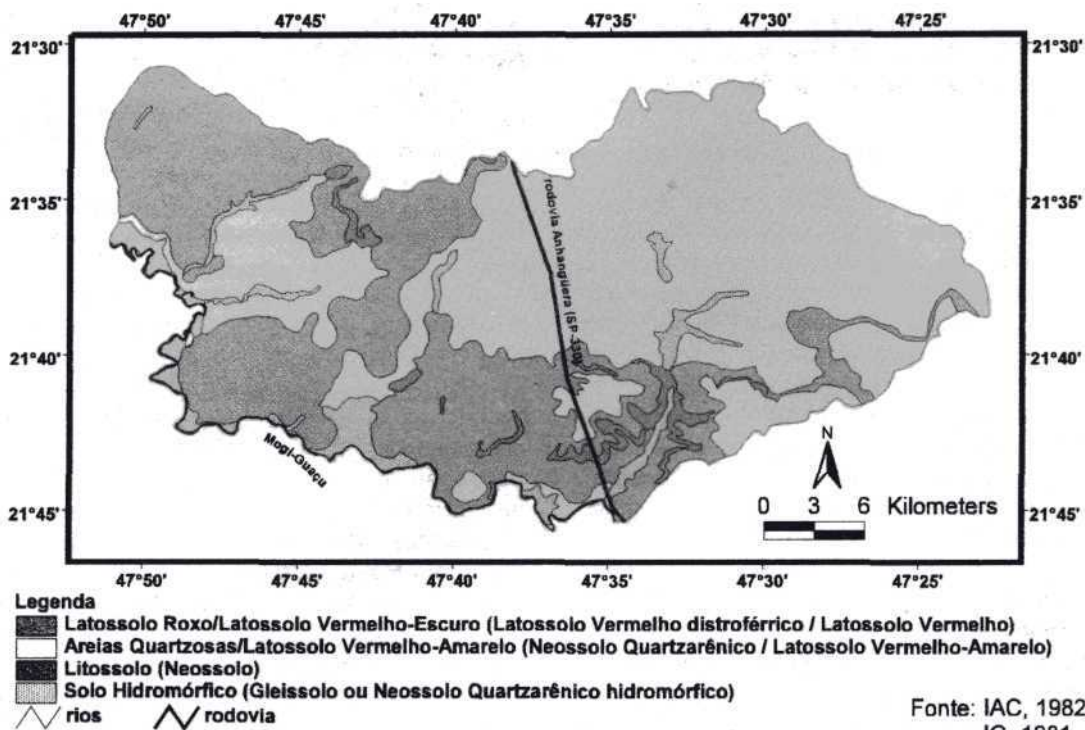 47°50' 47°45' 47°40' 47°35' 47°30' 47°25'
21°30' 21°30'
21°35' 21°35'
rodovia Anhangüera (SP-330)
21°40' 21°40'
Mogi-Guaçu
N
0 3 6 Kilometers
21°45' 21°45'
47°50' 47°45' 47°40' 47°35' 47°30' 47°25'
Legenda
Latossolo Roxo/Latossolo Vermelho-Escuro (Latossolo Vermelho distroférrico / Latossolo Vermelho)
Areias Quartzosas/Latossolo Vermelho-Amarelo (Neossolo Quartzarênico / Latossolo Vermelho-Amarelo)
Litossolo (Neossolo)
Solo Hidromórfico (Gleissolo ou Neossolo Quartzarênico hidromórfico)
rios rodovia
Fonte: IAC, 1982